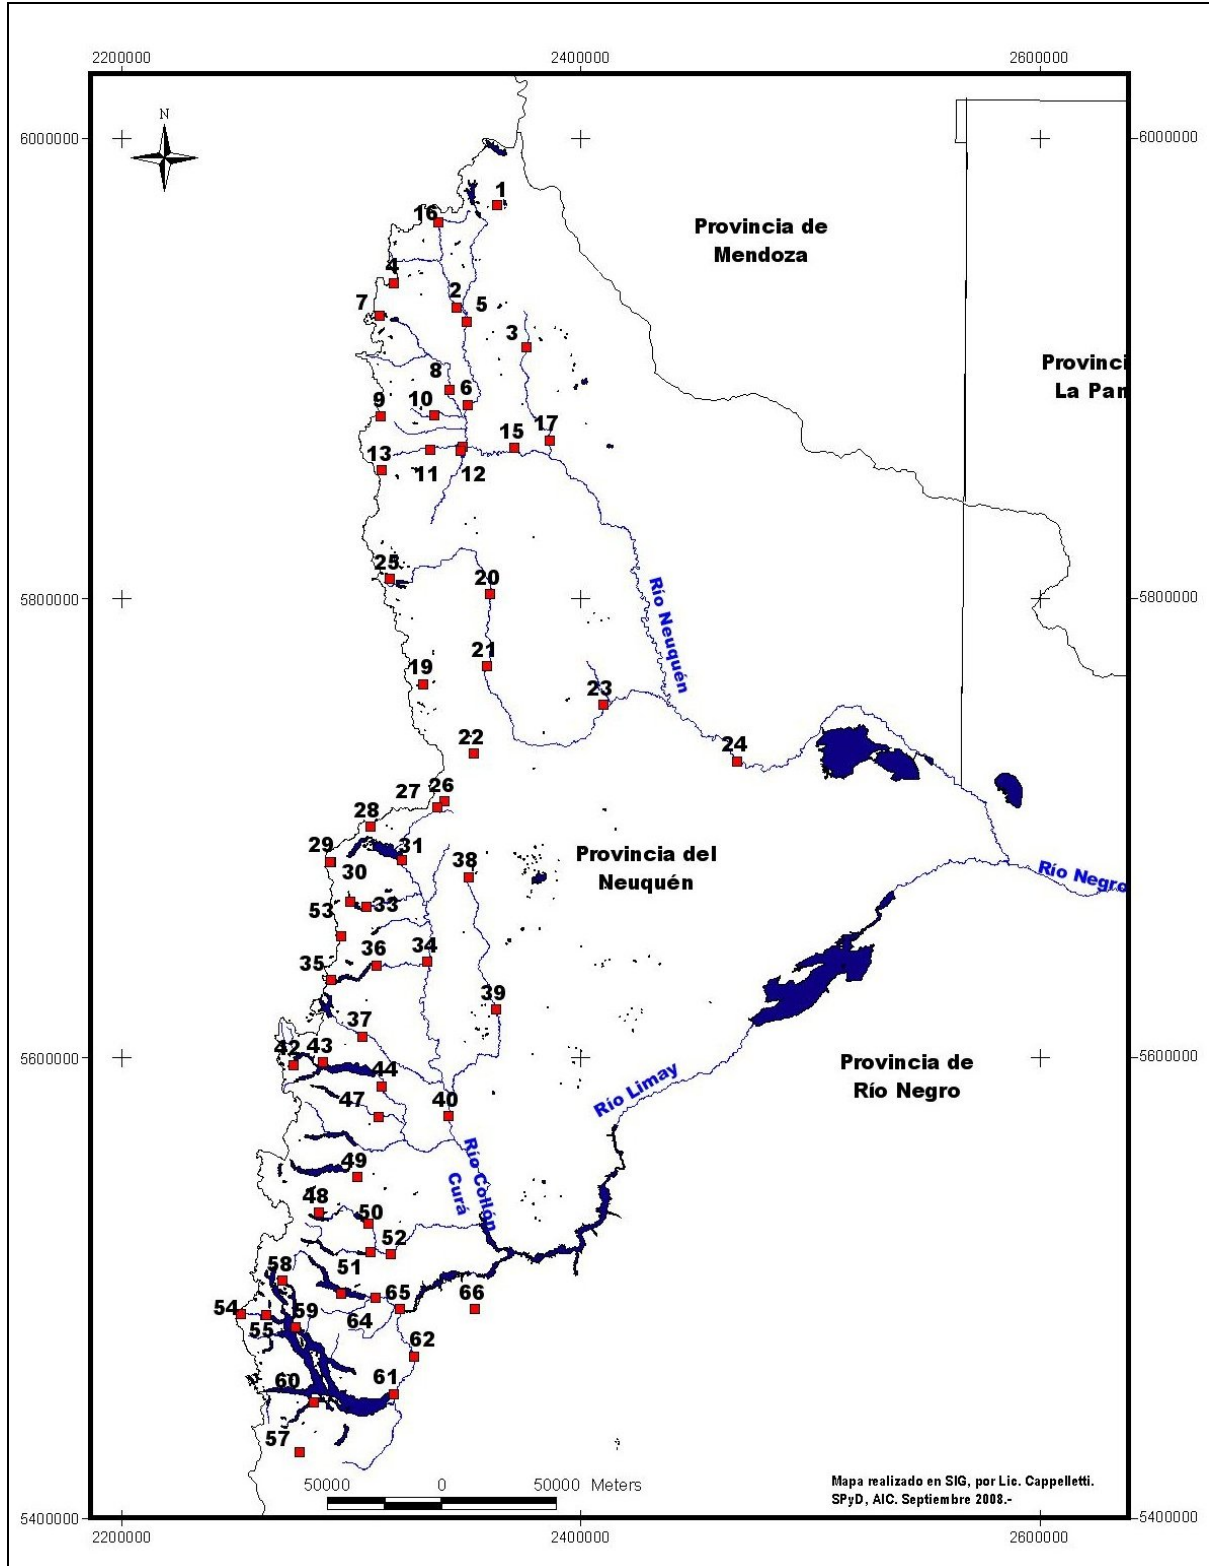 2200000 2400000 2600000
N
6000000 6000000
1
16
Provincia de
Mendoza
4
2
7 5
3
Provinci
La Pan
8
6
9 10
17
15
13
11 12
25
20
5800000 5800000
Río Neuquén
21
19
23
22
24
26
27
28
29 31
30
38
Provincia del
Neuquén
Río Negro
53 33
34
36
35
39
37
42 43
5600000 5600000
44
Provincia de
Río Negro
Río Limay
47
40
Río Collón
Curá
49
48
50
52
58 51
54 59 65 66
55 64
62
61
60
57
50000 0 50000 Meters
Mapa realizado en SIG, por Lic. Cappelletti.
SPyD, AIC. Septiembre 2008.-
5400000 5400000
2200000 2400000 2600000